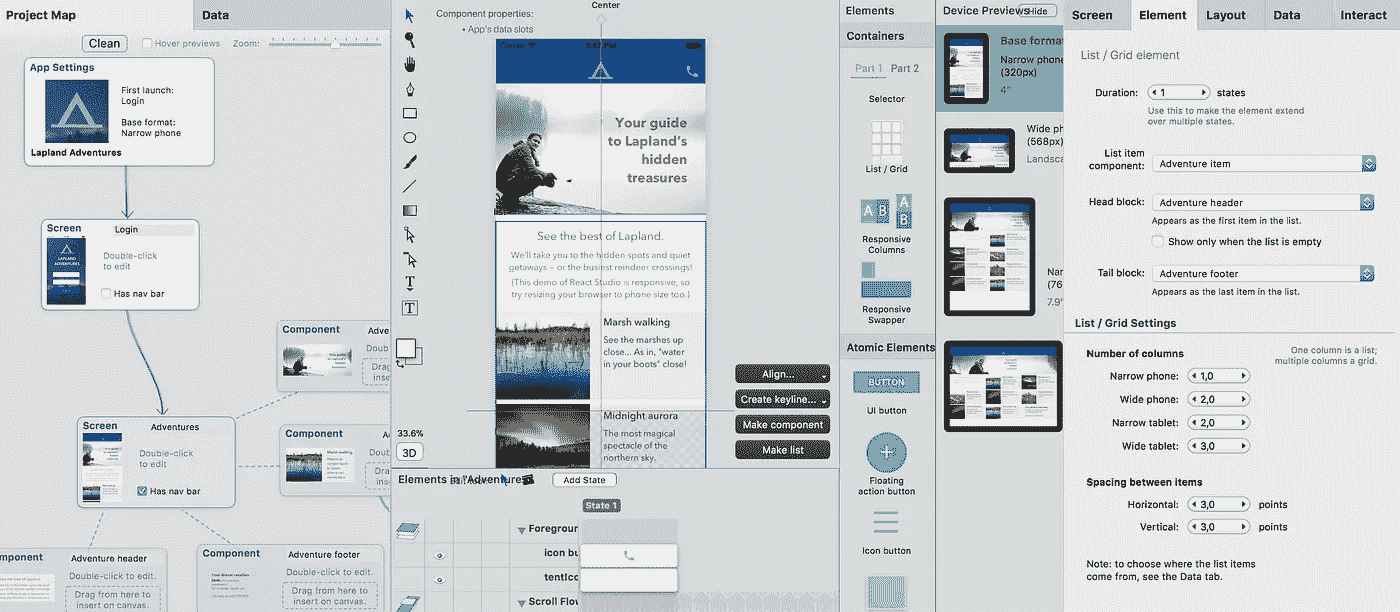 Project Map
Data
Clean
Hover previews
Zoom:
App Settings
First launch:
Login
Base format:
Narrow phone
Lapland Adventures
Screen
Login
LAPLAND
ADVENTURES
Double-click
to edit
Has nav bar
Component
Adve
Doub
Drag
inse
Screen
Adventures
Double-click
to edit
Has nav bar
Component
Doub
Dra
inse
omponent
Adventure header
Double-click to edit.
Drag from here to
insert on canvas.
Component
Adventure footer
Double-click to edit.
Drag from here to
insert on canvas.
Component properties:
• App's data slots
Center
Carrier
Your guide
to Lapland's
hidden
treasures
See the best of Lapland.
We'll take you to the hidden spots and quiet
getaways – or the busiest reindeer crossings!
(This demo of React Studio is responsive, so
try resizing your browser to phone size too.)
Marsh walking
See the marshes up
close... As in, "water
in your boots" close!
Midnight aurora
The most magical
spectacle of the
northern sky.
33.6%
3D
Align...
Create keyline...
Make component
Make list
Elements in "Adventures"
Add State
State 1
Foregroun
icon bu
tentIco
Scroll Flow
Elements
Containers
Part 1
Part 2
Selector
List / Grid
A B
A
B
Responsive
Columns
Responsive
Swapper
Atomic Elements
BUTTON
UI button
Floating
action button
Icon button
Device Previews
Hide
Base format
Narrow phone
(320px)
4"
Wide ph
(568px)
Landsca
Nar
(76
7.9"
Screen
Element
Layout
Data
Interact
List / Grid element
Duration:
1
states
Use this to make the element extend
over multiple states.
List item
component:
Adventure item
Head block:
Adventure header
Appears as the first item in the list.
Show only when the list is empty
Tail block:
Adventure footer
Appears as the last item in the list.
List / Grid Settings
Number of columns
One column is a list;
multiple columns a grid.
Narrow phone:
1,0
Wide phone:
2,0
Narrow tablet:
2,0
Wide tablet:
3,0
Spacing between items
Horizontal:
3,0
points
Vertical:
3,0
points
Note: to choose where the list items
come from, see the Data tab.